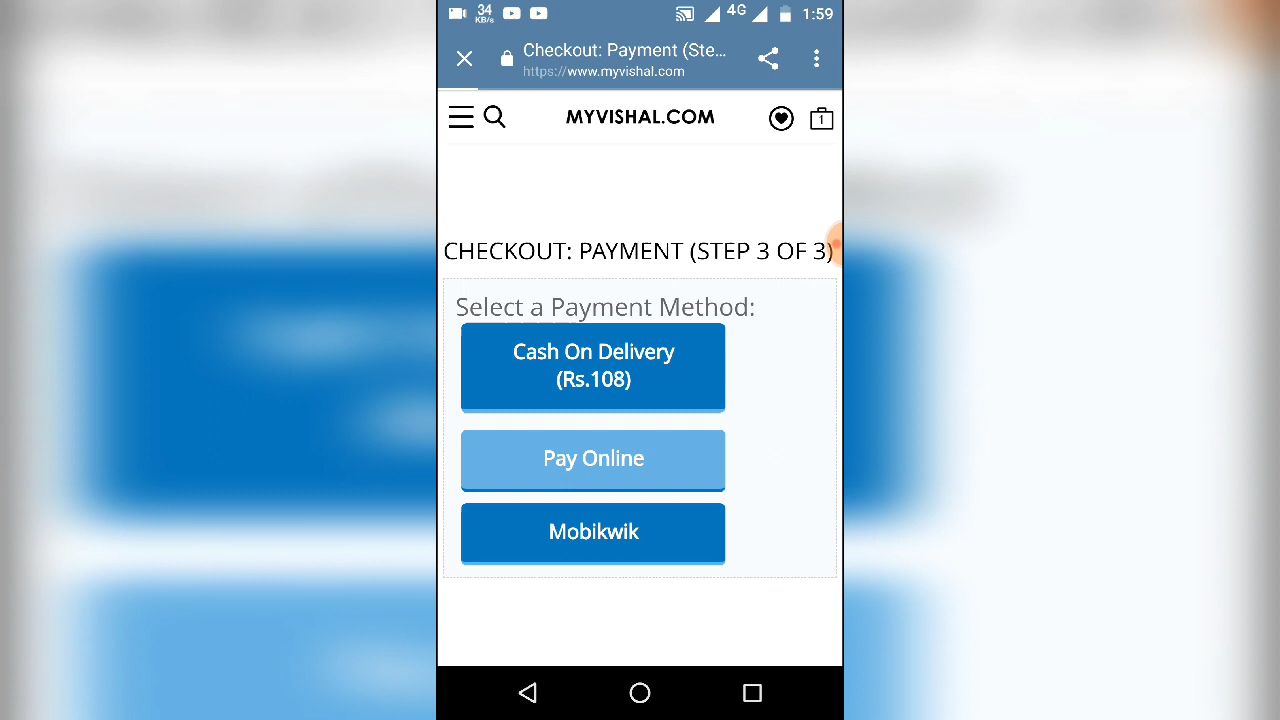 34
KB/s
4G
1:59
Checkout: Payment (Ste...
https://www.myvishal.com
MYVISHAL.COM
1
CHECKOUT: PAYMENT (STEP 3 OF 3)
Select a Payment Method:
Cash On Delivery
(Rs.108)
Pay Online
Mobikwik